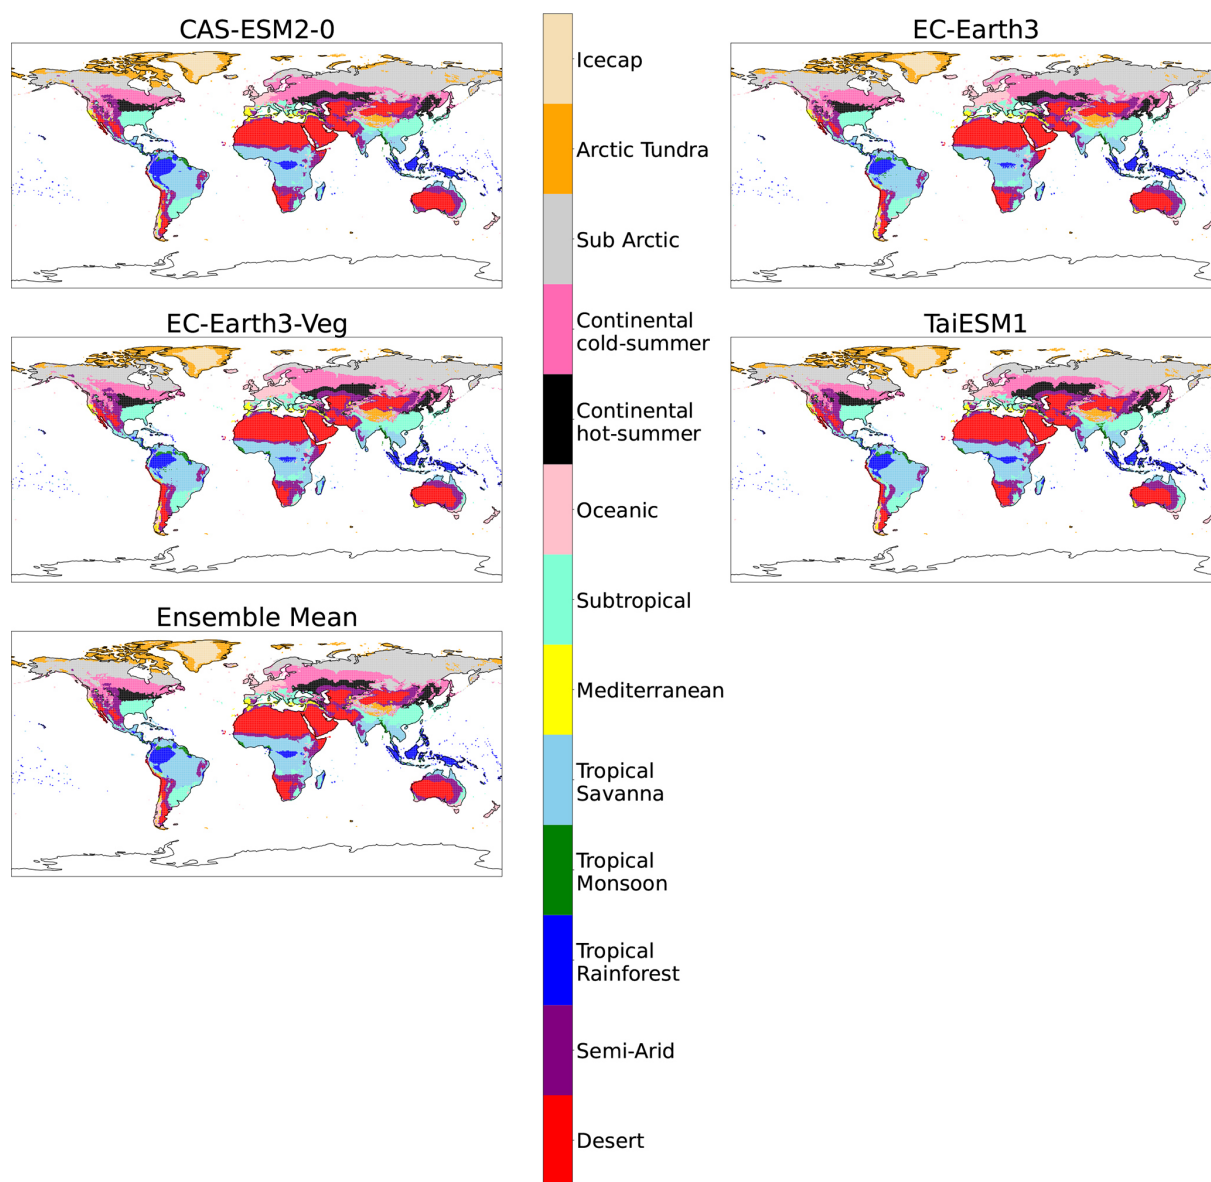 CAS-ESM2-0
EC-Earth3
EC-Earth3-Veg
TaiESM1
Ensemble Mean
Icecap
Arctic Tundra
Sub Arctic
Continental
cold-summer
Continental
hot-summer
Oceanic
Subtropical
Mediterranean
Tropical
Savanna
Tropical
Monsoon
Tropical
Rainforest
Semi-Arid
Desert